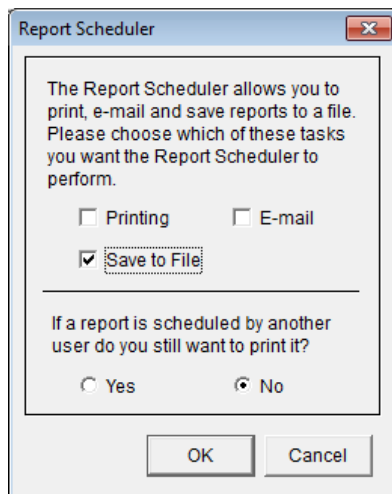 Report Scheduler
The Report Scheduler allows you to
print, e-mail and save reports to a file.
Please choose which of these tasks
you want the Report Scheduler to
perform.
Printing E-mail
Save to File
If a report is scheduled by another
user do you still want to print it?
Yes No
OK Cancel